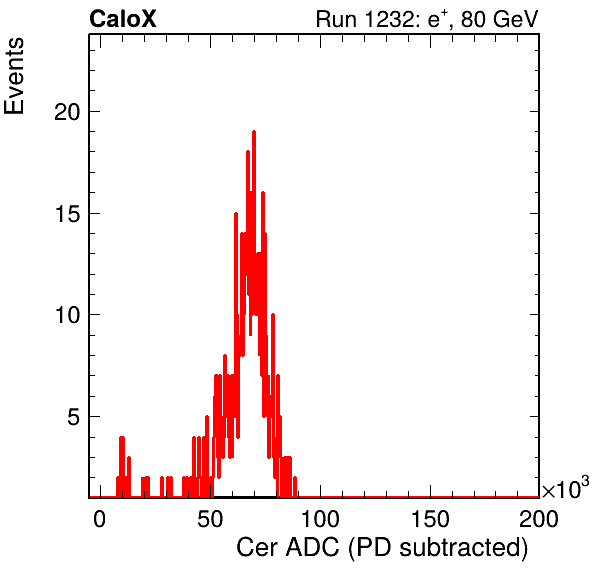 CaloX Run 1232: e⁺, 80 GeV
Events
20
15
10
5
0 50 100 150 200 ×10³
Cer ADC (PD subtracted)